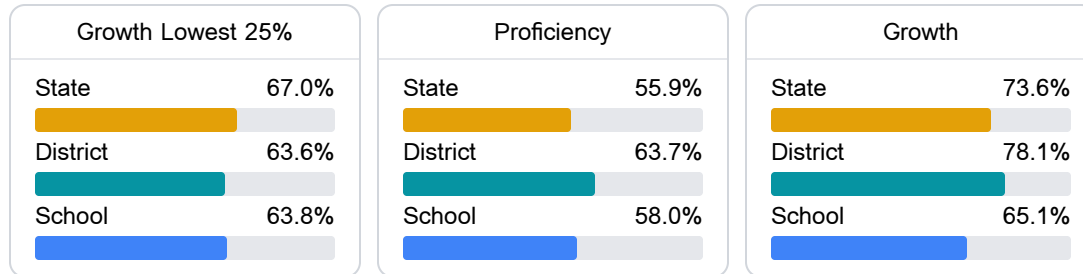 Growth Lowest 25%
State 67.0%
District 63.6%
School 63.8%
Proficiency
State 55.9%
District 63.7%
School 58.0%
Growth
State 73.6%
District 78.1%
School 65.1%